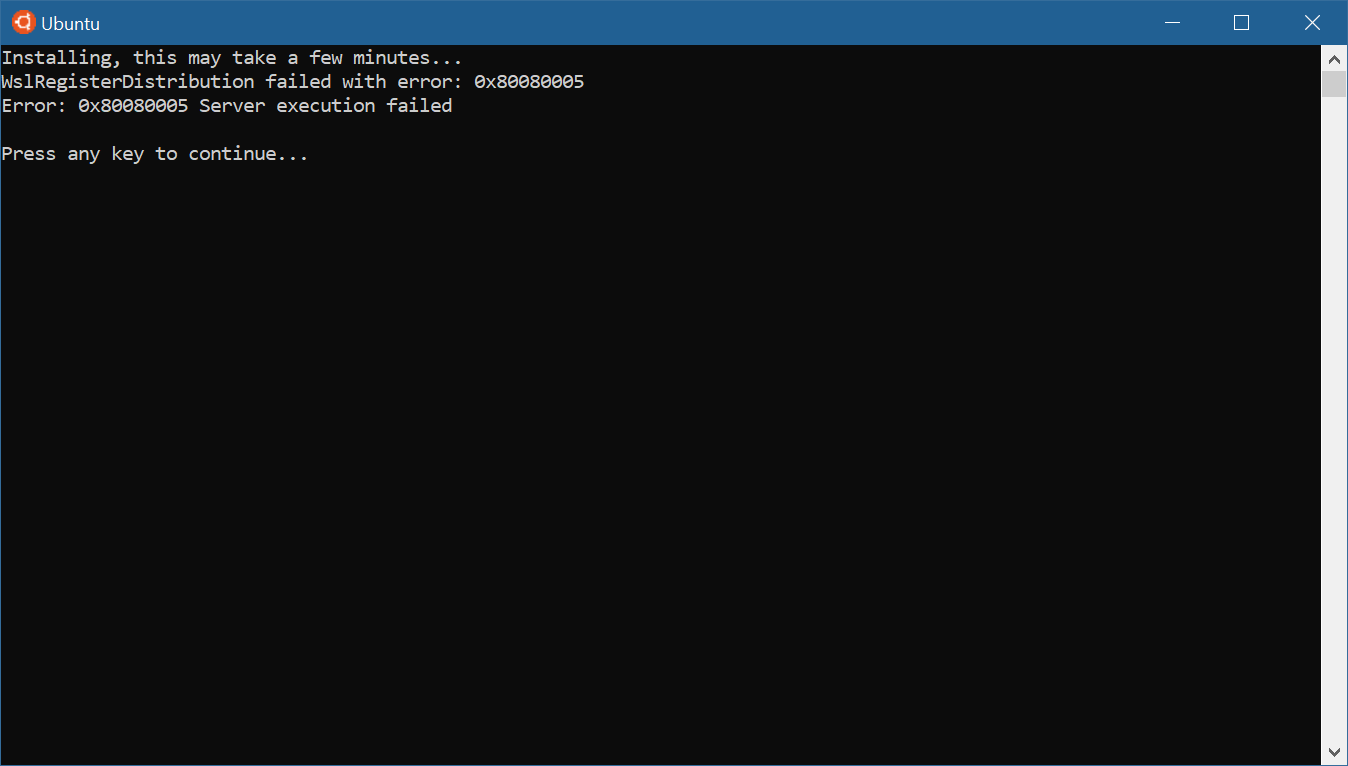 Ubuntu
Installing, this may take a few minutes...
WslRegisterDistribution failed with error: 0x80080005
Error: 0x80080005 Server execution failed
Press any key to continue...